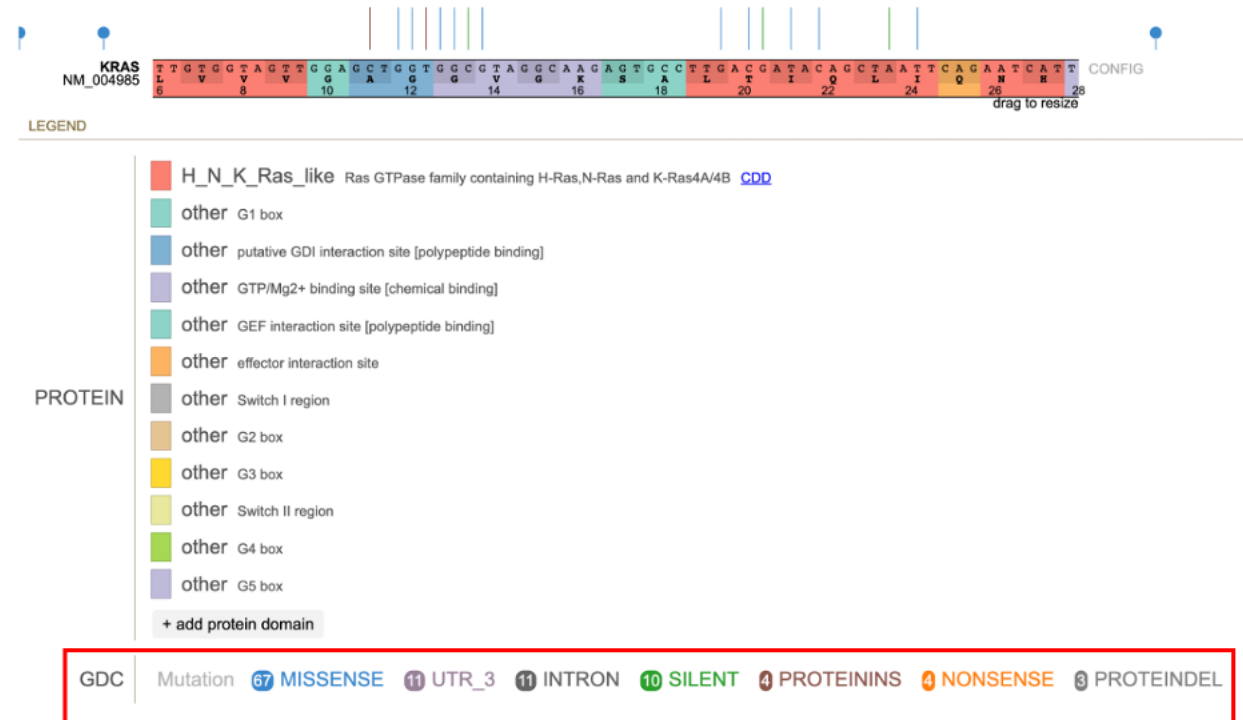 KRAS
NM_004985
T T G T G G T A G T T G G A G C T G G T G G C G T A G G C A A G A G T G C C T T G A C G A T A C A G C T A A T T C A G A A T C A T T
L V V V G A G G V G K S A L T I Q L I Q N H
6 8 10 12 14 16 18 20 22 24 26 28
CONFIG
drag to resize
LEGEND
PROTEIN
H_N_K_Ras_like Ras GTPase family containing H-Ras,N-Ras and K-Ras4A/4B CDD
other G1 box
other putative GDI interaction site [polypeptide binding]
other GTP/Mg2+ binding site [chemical binding]
other GEF interaction site [polypeptide binding]
other effector interaction site
other Switch I region
other G2 box
other G3 box
other Switch II region
other G4 box
other G5 box
+ add protein domain
GDC Mutation 67 MISSENSE 11 UTR_3 11 INTRON 10 SILENT 4 PROTEININS 4 NONSENSE 3 PROTEINDEL